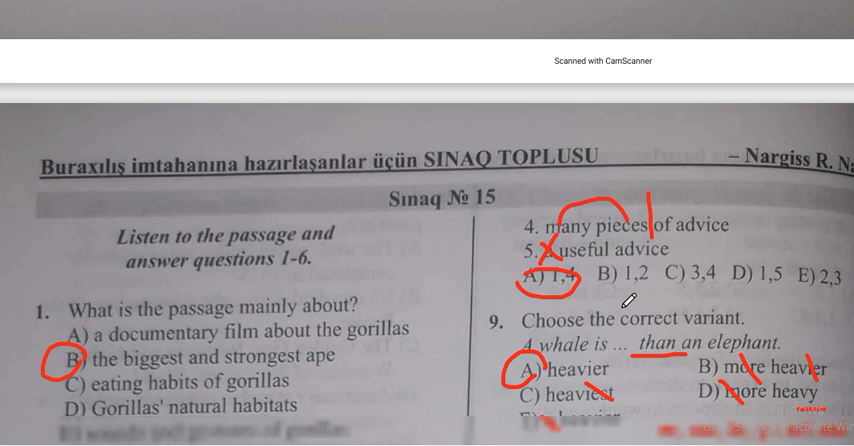 Scanned with CamScanner
Buraxılış imtahanına hazırlaşanlar üçün SINAQ TOPLUSU
– Nargiss R. Na
Sınaq № 15
Listen to the passage and
answer questions 1-6.
1. What is the passage mainly about?
A) a documentary film about the gorillas
B) the biggest and strongest ape
C) eating habits of gorillas
D) Gorillas' natural habitats
4. many pieces of advice
5. a useful advice
A) 1,4 B) 1,2 C) 3,4 D) 1,5 E) 2,3
9. Choose the correct variant.
A whale is ... than an elephant.
A) heavier B) more heavier
C) heaviest D) more heavy